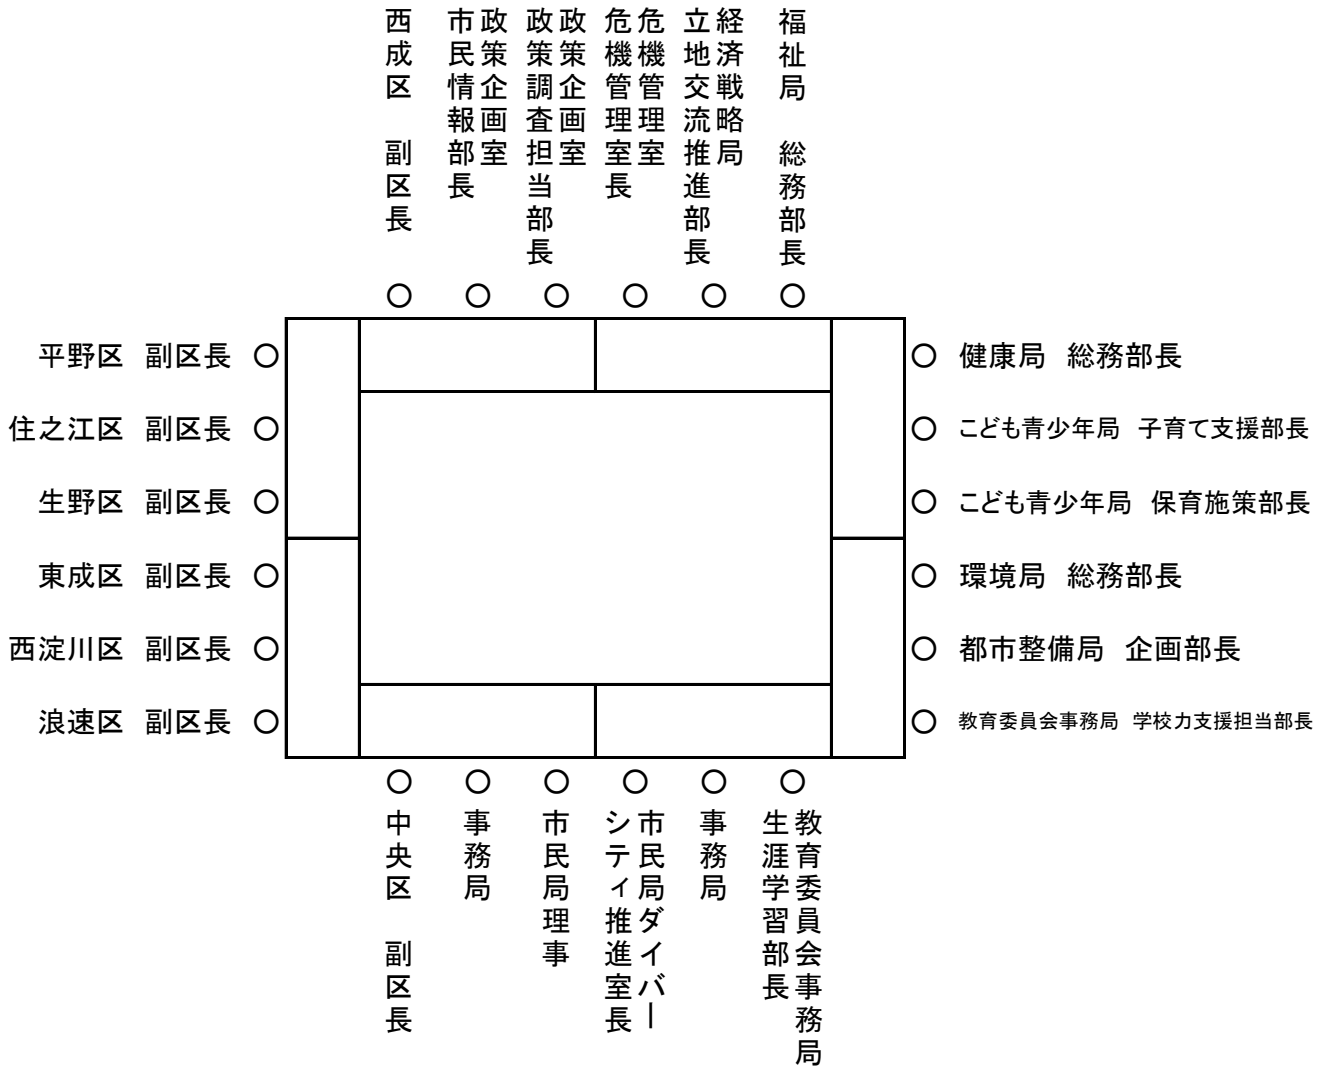 西成区　副区長
政策企画室
市民情報部長
政策企画室
政策調査担当部長
危機管理室
危機管理室長
経済戦略局
立地交流推進部長
福祉局　総務部長
平野区　副区長
住之江区　副区長
生野区　副区長
東成区　副区長
西淀川区　副区長
浪速区　副区長
健康局　総務部長
こども青少年局　子育て支援部長
こども青少年局　保育施策部長
環境局　総務部長
都市整備局　企画部長
教育委員会事務局　学校力支援担当部長
中央区　副区長
事務局
市民局理事
市民局ダイバー
シティ推進室長
事務局
教育委員会事務局
生涯学習部長